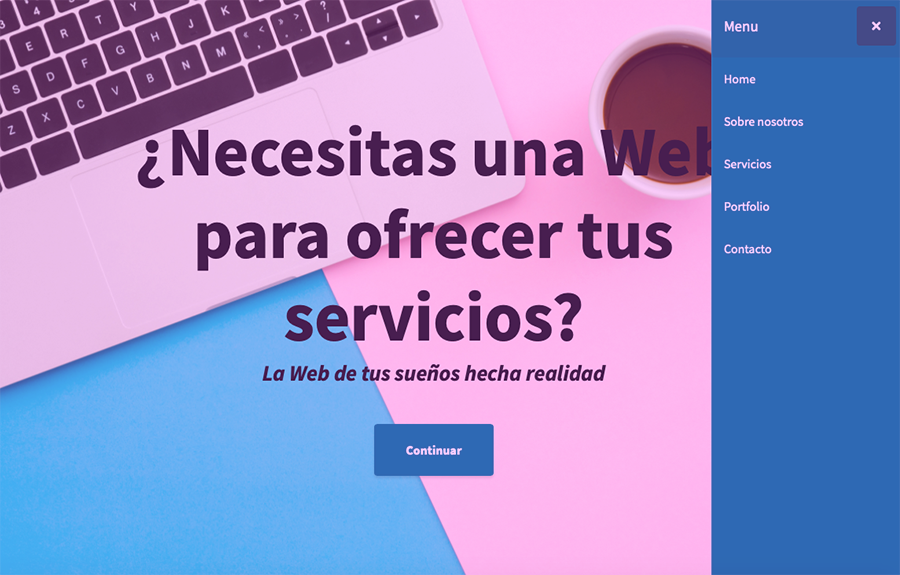 ¿Necesitas una Web
para ofrecer tus
servicios?
La Web de tus sueños hecha realidad
Continuar
Menu
Home
Sobre nosotros
Servicios
Portfolio
Contacto
E R T Y H J K L
S D F G M
Z X C V B N